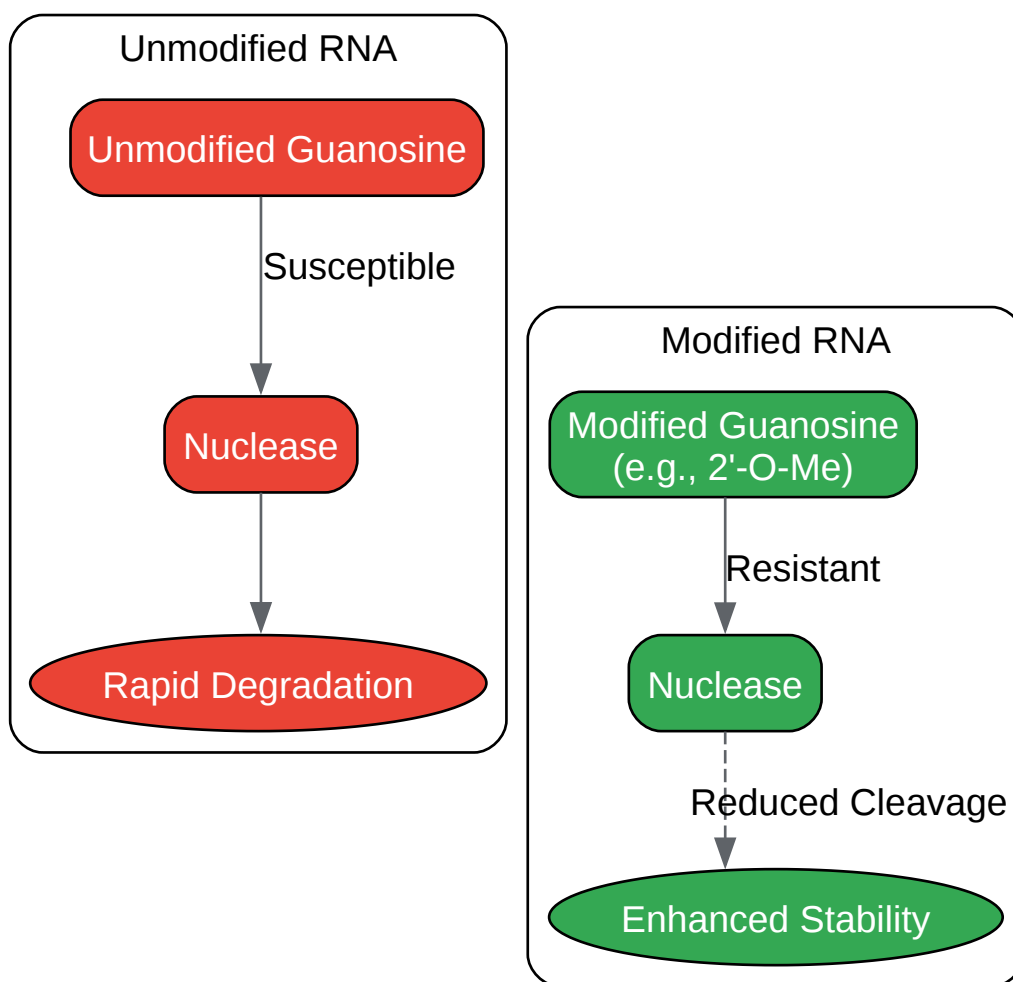 Unmodified RNA
Unmodified Guanosine
Susceptible
Nuclease
Rapid Degradation
Modified RNA
Modified Guanosine
(e.g., 2'-O-Me)
Resistant
Nuclease
Reduced Cleavage
Enhanced Stability